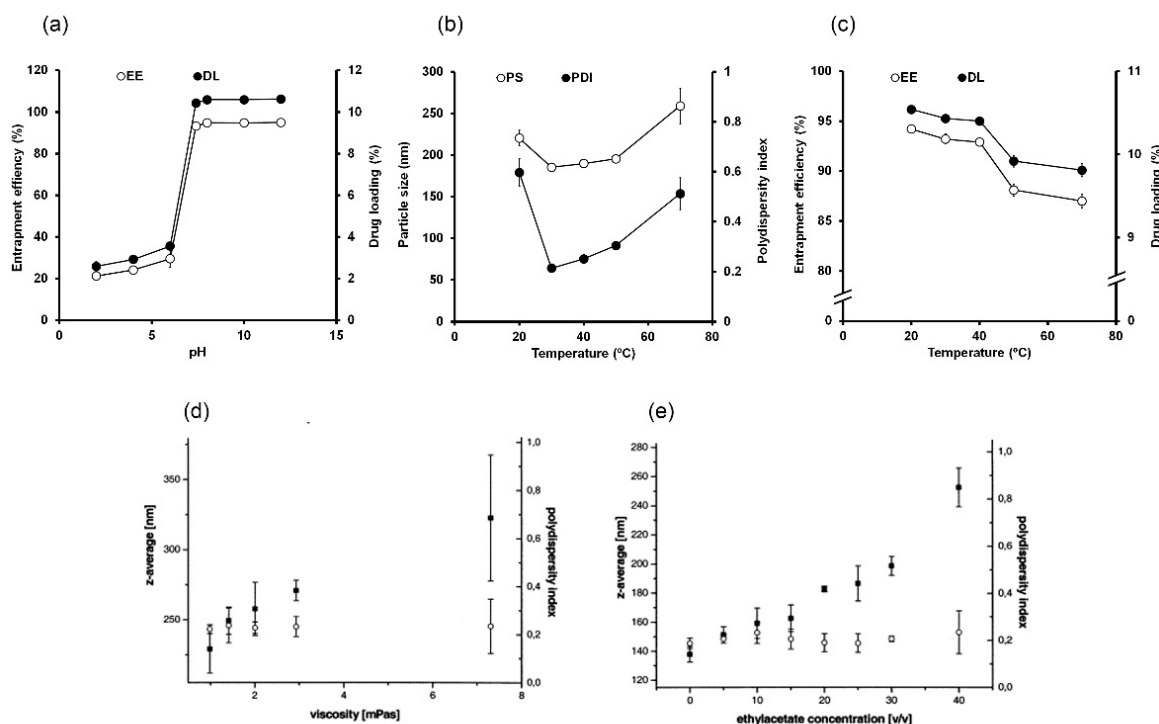 (a)
EE DL
Entrapment effiency (%)
120
100
80
60
40
20
0
12
10
8
6
4
2
0
Drug loading (%)
0 5 10 15
pH
(b)
PS PDI
Particle size (nm)
300
250
200
150
100
50
0
1
0.8
0.6
0.4
0.2
0
Polydispersity index
0 20 40 60 80
Temperature (ºC)
(c)
EE DL
Entrapment efficiency (%)
100
95
90
85
80
0
11
10
9
0
Drug loading (%)
0 20 40 60 80
Temperature (ºC)
(d)
z-average [nm]
375
325
275
250
1,0
0,8
0,6
0,4
0,2
0,0
polydispersity index
2 4 6 8
viscosity [mPas]
(e)
z-average [nm]
280
260
240
220
200
180
160
140
120
1,0
0,8
0,6
0,4
0,2
0,0
polydispersity index
0 10 20 30 40
ethylacetate concentration [v/v]